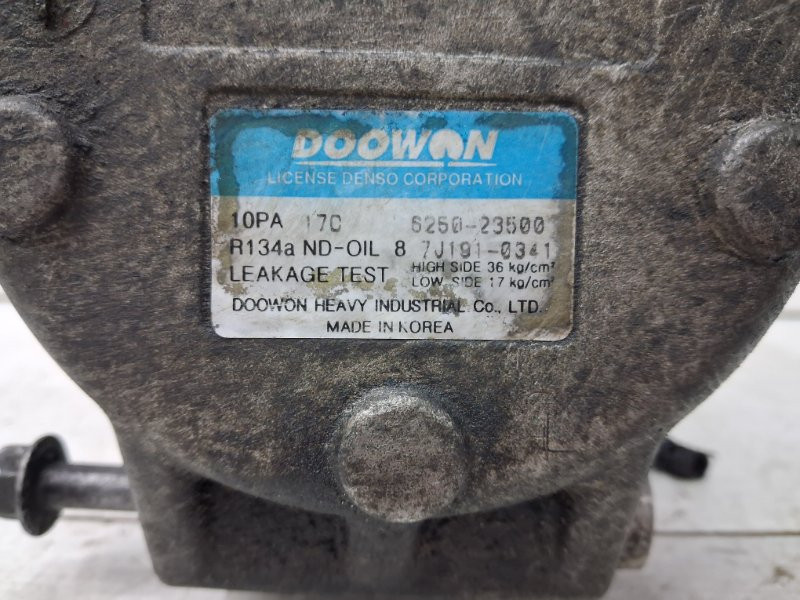 DOOWON
LICENSE DENSO CORPORATION
10PA 17C 6250-23500
R134a ND-OIL 8 7J191-0341
LEAKAGE TEST HIGH SIDE 36 kg/cm²
LOW SIDE 17 kg/cm²
DOOWON HEAVY INDUSTRIAL Co., LTD.
MADE IN KOREA